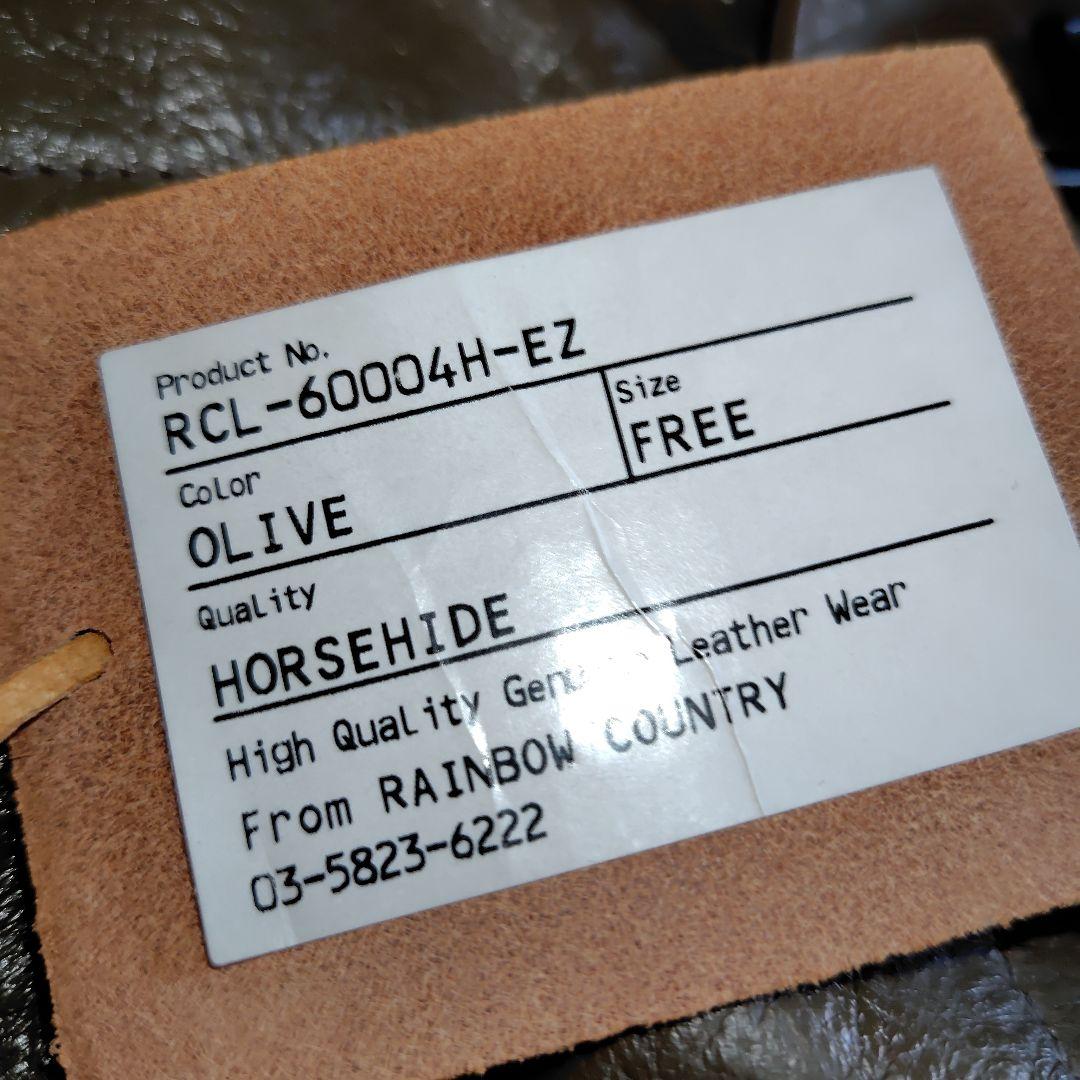 Product No.
RCL-60004H-EZ
Size
FREE
Color
OLIVE
Quality
HORSEHIDE
High Quality Genuine Leather Wear
From RAINBOW COUNTRY
03-5823-6222